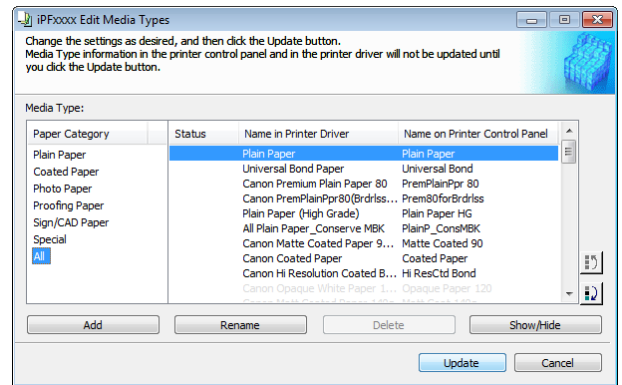 iPFxxxx Edit Media Types
Change the settings as desired, and then click the Update button.
Media Type information in the printer control panel and in the printer driver will not be updated until
you click the Update button.
Media Type:
Paper Category Status Name in Printer Driver Name on Printer Control Panel
Plain Paper Plain Paper Plain Paper
Coated Paper Universal Bond Paper Universal Bond
Photo Paper Canon Premium Plain Paper 80 PremPlainPpr 80
Proofing Paper Canon PremPlainPpr80(Brdrlss... Prem80forBrdrlss
Sign/CAD Paper Plain Paper (High Grade) Plain Paper HG
Special All Plain Paper_Conserve MBK PlainP_ConsMBK
All Canon Matte Coated Paper 9... Matte Coated 90
Canon Coated Paper Coated Paper
Canon Hi Resolution Coated B... Hi ResCtd Bond
Canon Opaque White Paper 1... Opaque Paper 120
Add Rename Delete Show/Hide
Update Cancel